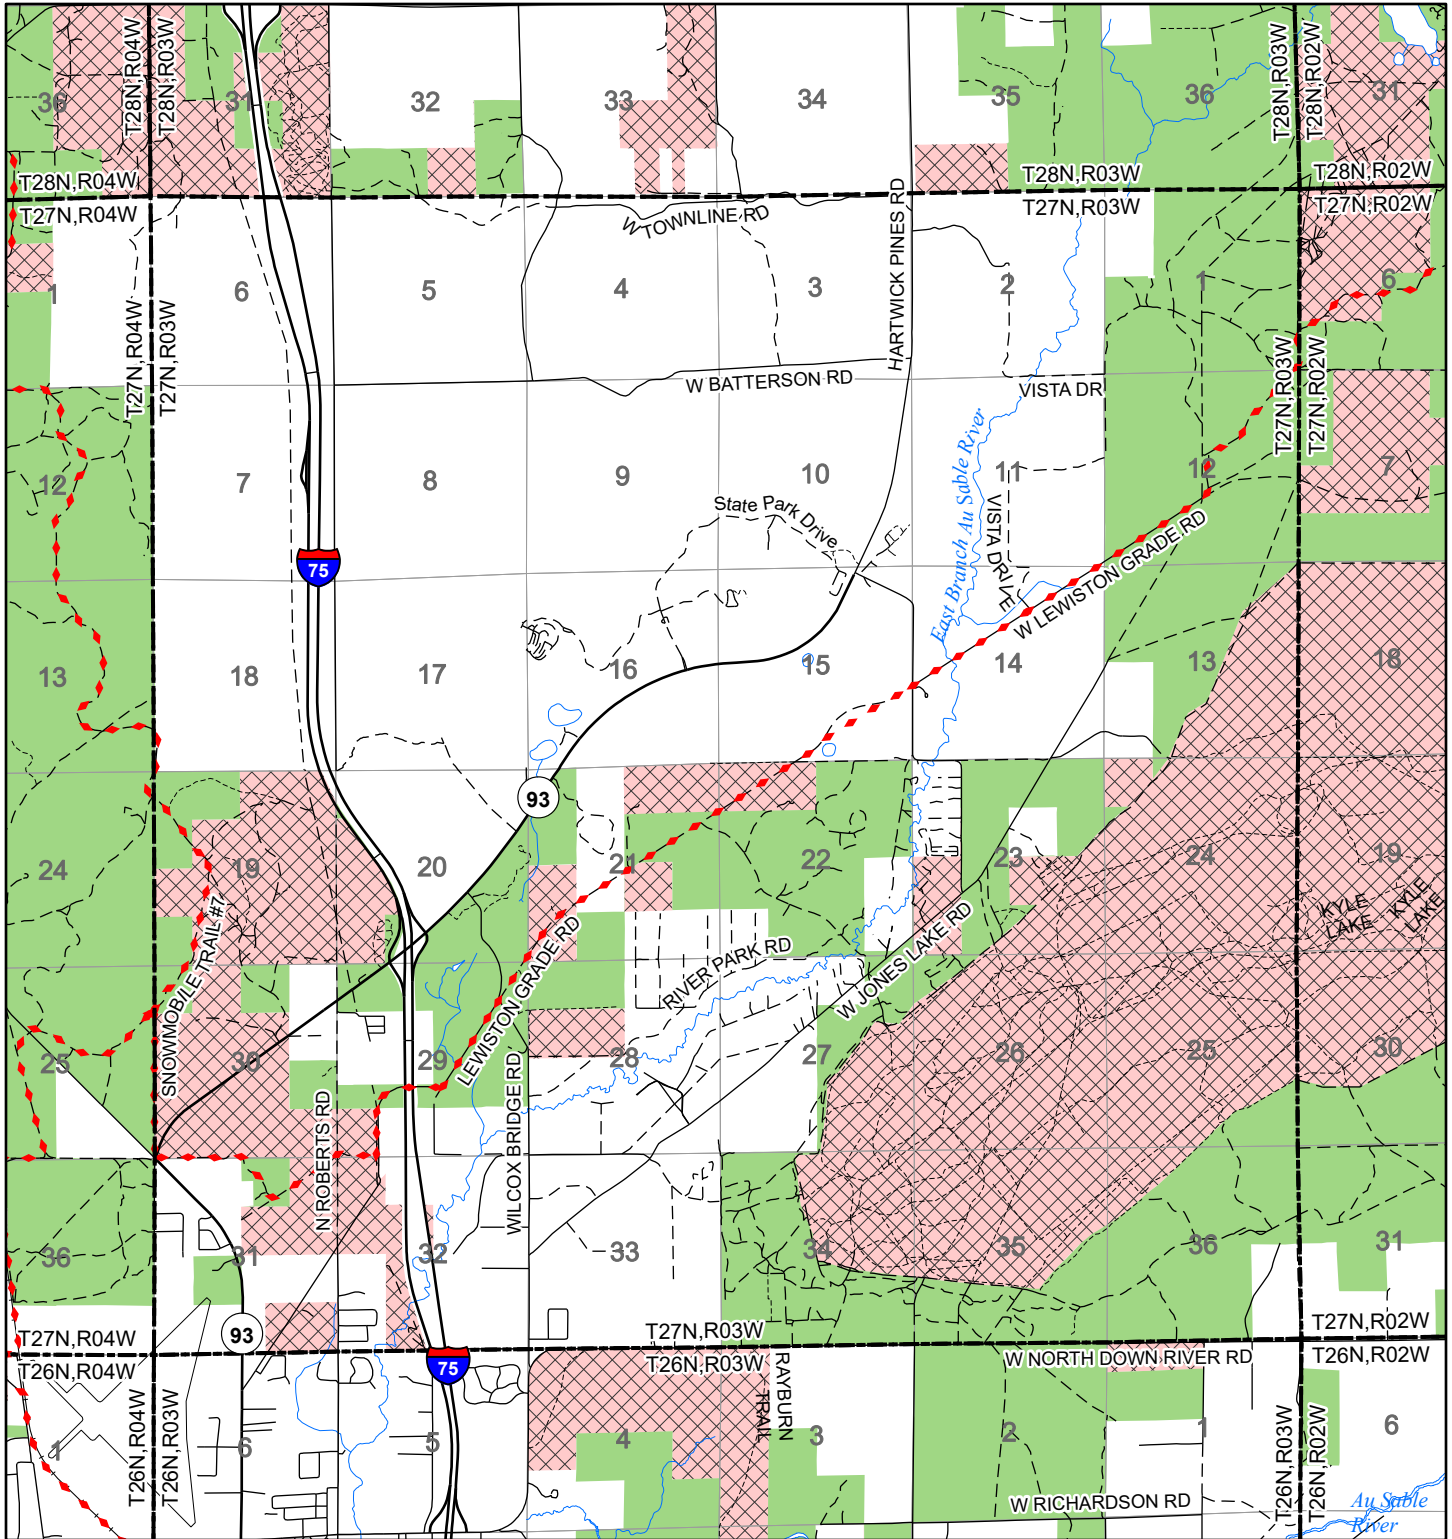 T28N,R04W
T28N,R03W
T28N,R03W
T28N,R02W
36
31
32
33
34
35
36
31
T28N,R04W
T27N,R04W
T28N,R03W
T27N,R03W
T28N,R02W
T27N,R02W
W TOWNLINE RD
HARTWICK PINES RD
1
6
5
4
3
2
1
6
T27N,R04W
T27N,R03W
T27N,R03W
T27N,R02W
W BATTERSON RD
VISTA DR
12
7
8
9
10
11
12
7
State Park Drive
East Branch Au Sable River
VISTA DRIVE
W LEWISTON GRADE RD
75
13
18
17
16
15
14
13
18
93
24
19
20
21
22
23
24
19
KYLE
LAKE
KYLE
LAKE
SNOWMOBILE TRAIL #7
LEWISTON GRADE RD
RIVER PARK RD
W JONES LAKE RD
25
30
29
28
27
26
25
30
N ROBERTS RD
WILCOX BRIDGE RD
36
31
32
33
34
35
36
31
93
T27N,R04W
T26N,R04W
75
T27N,R03W
T26N,R03W
RAYBURN
TRAIL
W NORTH DOWN RIVER RD
T27N,R02W
T26N,R02W
T26N,R04W
T26N,R03W
T26N,R03W
T26N,R02W
1
6
5
4
3
2
1
6
W RICHARDSON RD
Au Sable
River